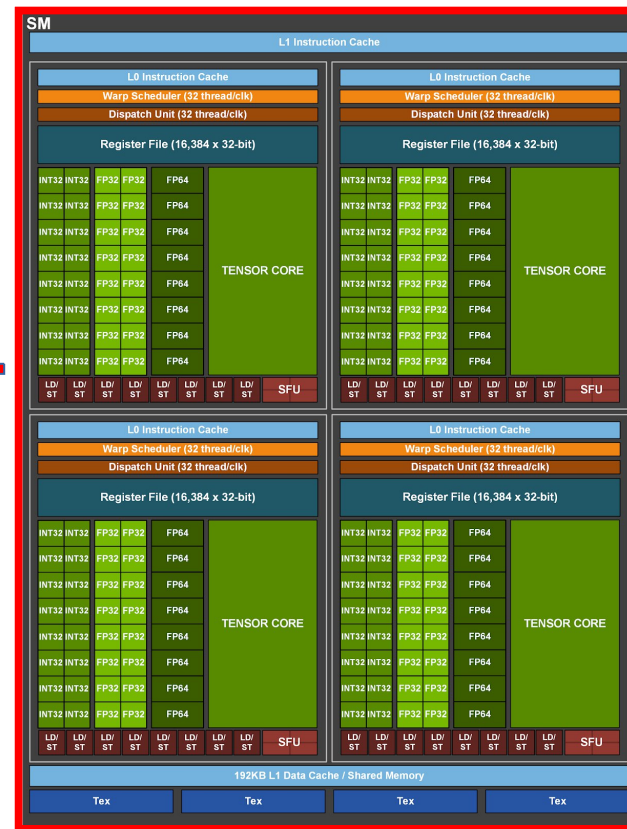 SM
L1 Instruction Cache
L0 Instruction Cache
Warp Scheduler (32 thread/clk)
Dispatch Unit (32 thread/clk)
Register File (16,384 x 32-bit)
INT32 INT32 FP32 FP32 FP64
INT32 INT32 FP32 FP32 FP64
INT32 INT32 FP32 FP32 FP64
INT32 INT32 FP32 FP32 FP64
INT32 INT32 FP32 FP32 FP64
INT32 INT32 FP32 FP32 FP64
INT32 INT32 FP32 FP32 FP64
INT32 INT32 FP32 FP32 FP64
TENSOR CORE
LD/ LD/ LD/ LD/ LD/ LD/ LD/ LD/
ST ST ST ST ST ST ST ST
SFU
L0 Instruction Cache
Warp Scheduler (32 thread/clk)
Dispatch Unit (32 thread/clk)
Register File (16,384 x 32-bit)
INT32 INT32 FP32 FP32 FP64
INT32 INT32 FP32 FP32 FP64
INT32 INT32 FP32 FP32 FP64
INT32 INT32 FP32 FP32 FP64
INT32 INT32 FP32 FP32 FP64
INT32 INT32 FP32 FP32 FP64
INT32 INT32 FP32 FP32 FP64
INT32 INT32 FP32 FP32 FP64
TENSOR CORE
LD/ LD/ LD/ LD/ LD/ LD/ LD/ LD/
ST ST ST ST ST ST ST ST
SFU
L0 Instruction Cache
Warp Scheduler (32 thread/clk)
Dispatch Unit (32 thread/clk)
Register File (16,384 x 32-bit)
INT32 INT32 FP32 FP32 FP64
INT32 INT32 FP32 FP32 FP64
INT32 INT32 FP32 FP32 FP64
INT32 INT32 FP32 FP32 FP64
INT32 INT32 FP32 FP32 FP64
INT32 INT32 FP32 FP32 FP64
INT32 INT32 FP32 FP32 FP64
INT32 INT32 FP32 FP32 FP64
TENSOR CORE
LD/ LD/ LD/ LD/ LD/ LD/ LD/ LD/
ST ST ST ST ST ST ST ST
SFU
L0 Instruction Cache
Warp Scheduler (32 thread/clk)
Dispatch Unit (32 thread/clk)
Register File (16,384 x 32-bit)
INT32 INT32 FP32 FP32 FP64
INT32 INT32 FP32 FP32 FP64
INT32 INT32 FP32 FP32 FP64
INT32 INT32 FP32 FP32 FP64
INT32 INT32 FP32 FP32 FP64
INT32 INT32 FP32 FP32 FP64
INT32 INT32 FP32 FP32 FP64
INT32 INT32 FP32 FP32 FP64
TENSOR CORE
LD/ LD/ LD/ LD/ LD/ LD/ LD/ LD/
ST ST ST ST ST ST ST ST
SFU
192KB L1 Data Cache / Shared Memory
Tex Tex Tex Tex